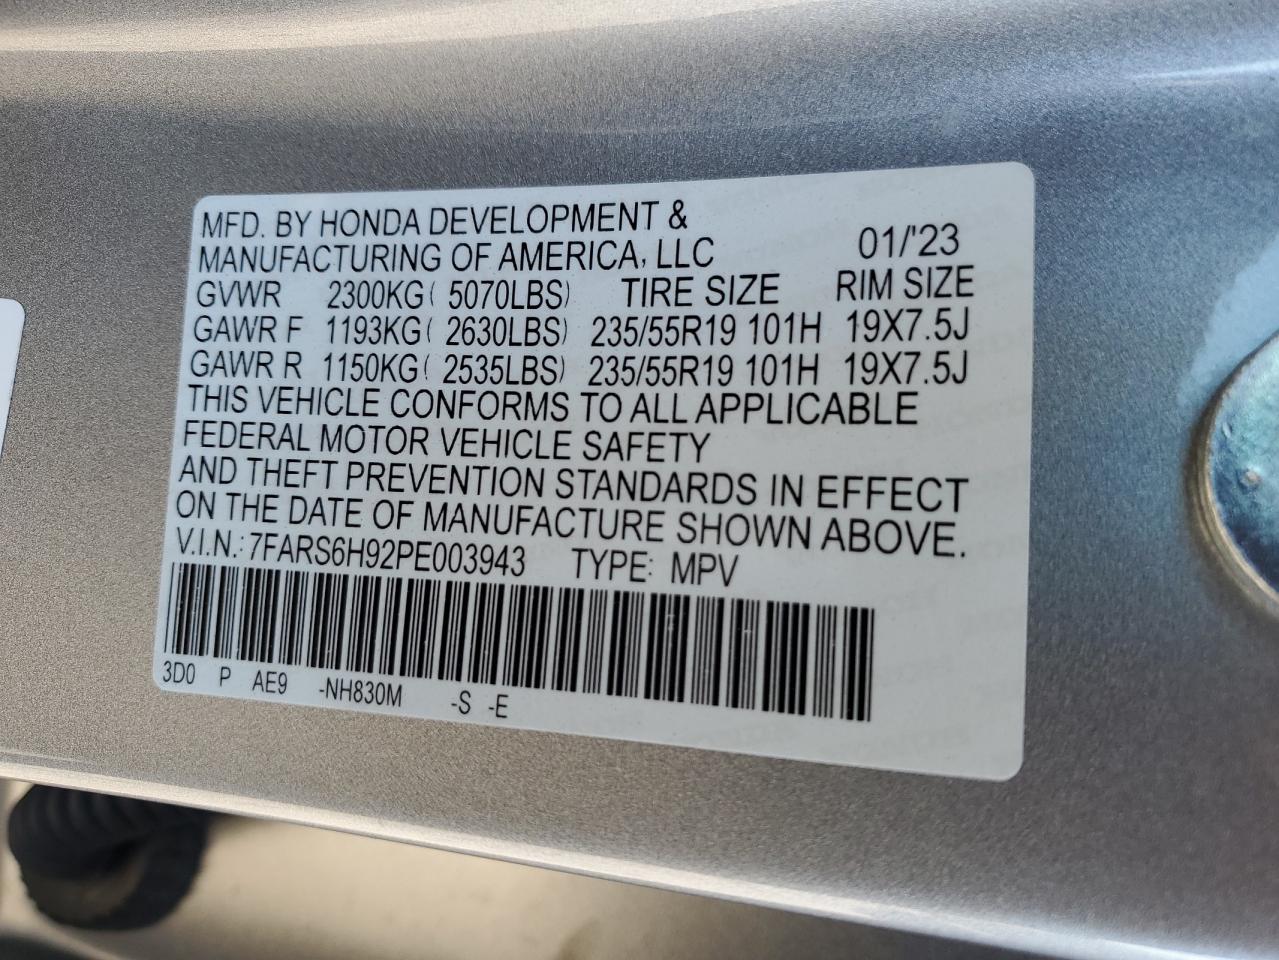 MFD. BY HONDA DEVELOPMENT &
MANUFACTURING OF AMERICA, LLC 01/'23
GVWR 2300KG( 5070LBS) TIRE SIZE RIM SIZE
GAWR F 1193KG( 2630LBS) 235/55R19 101H 19X7.5J
GAWR R 1150KG( 2535LBS) 235/55R19 101H 19X7.5J
THIS VEHICLE CONFORMS TO ALL APPLICABLE
FEDERAL MOTOR VEHICLE SAFETY
AND THEFT PREVENTION STANDARDS IN EFFECT
ON THE DATE OF MANUFACTURE SHOWN ABOVE.
V.I.N.: 7FARS6H92PE003943 TYPE: MPV
3D0 P AE9 -NH830M -S -E